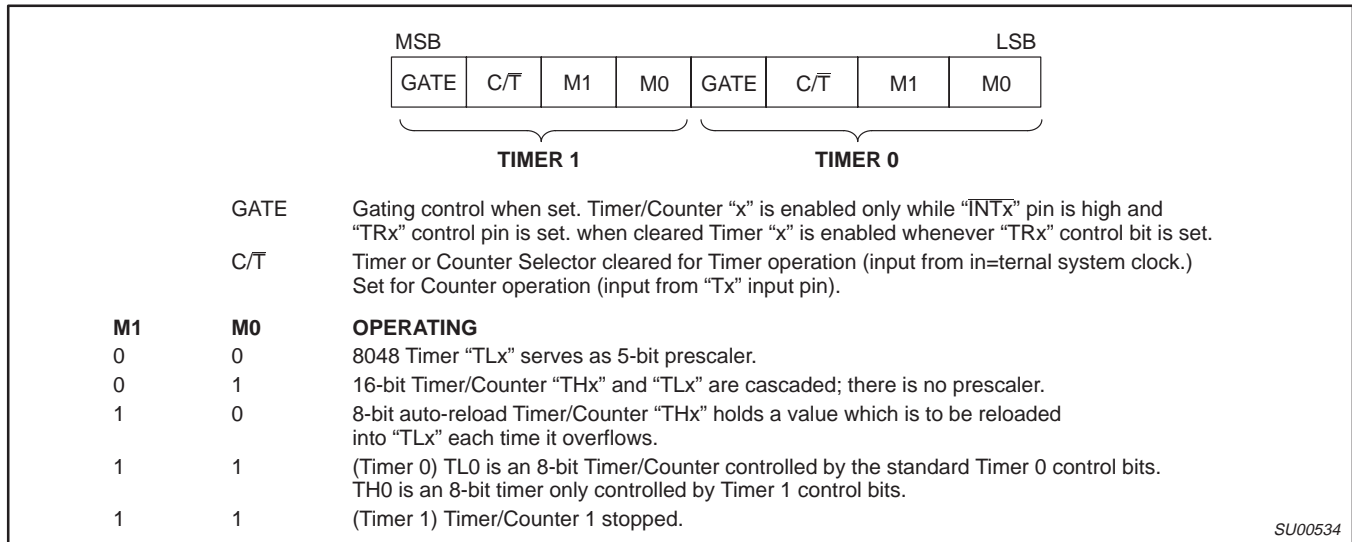 MSB LSB
GATE C/T̅ M1 M0 GATE C/T̅ M1 M0
TIMER 1 TIMER 0
GATE Gating control when set. Timer/Counter “x” is enabled only while “I̅N̅T̅x̅” pin is high and
“TRx” control pin is set. when cleared Timer “x” is enabled whenever “TRx” control bit is set.
C/T̅ Timer or Counter Selector cleared for Timer operation (input from in=ternal system clock.)
Set for Counter operation (input from “Tx” input pin).
M1 M0 OPERATING
0 0 8048 Timer “TLx” serves as 5-bit prescaler.
0 1 16-bit Timer/Counter “THx” and “TLx” are cascaded; there is no prescaler.
1 0 8-bit auto-reload Timer/Counter “THx” holds a value which is to be reloaded
into “TLx” each time it overflows.
1 1 (Timer 0) TL0 is an 8-bit Timer/Counter controlled by the standard Timer 0 control bits.
TH0 is an 8-bit timer only controlled by Timer 1 control bits.
1 1 (Timer 1) Timer/Counter 1 stopped.
SU00534